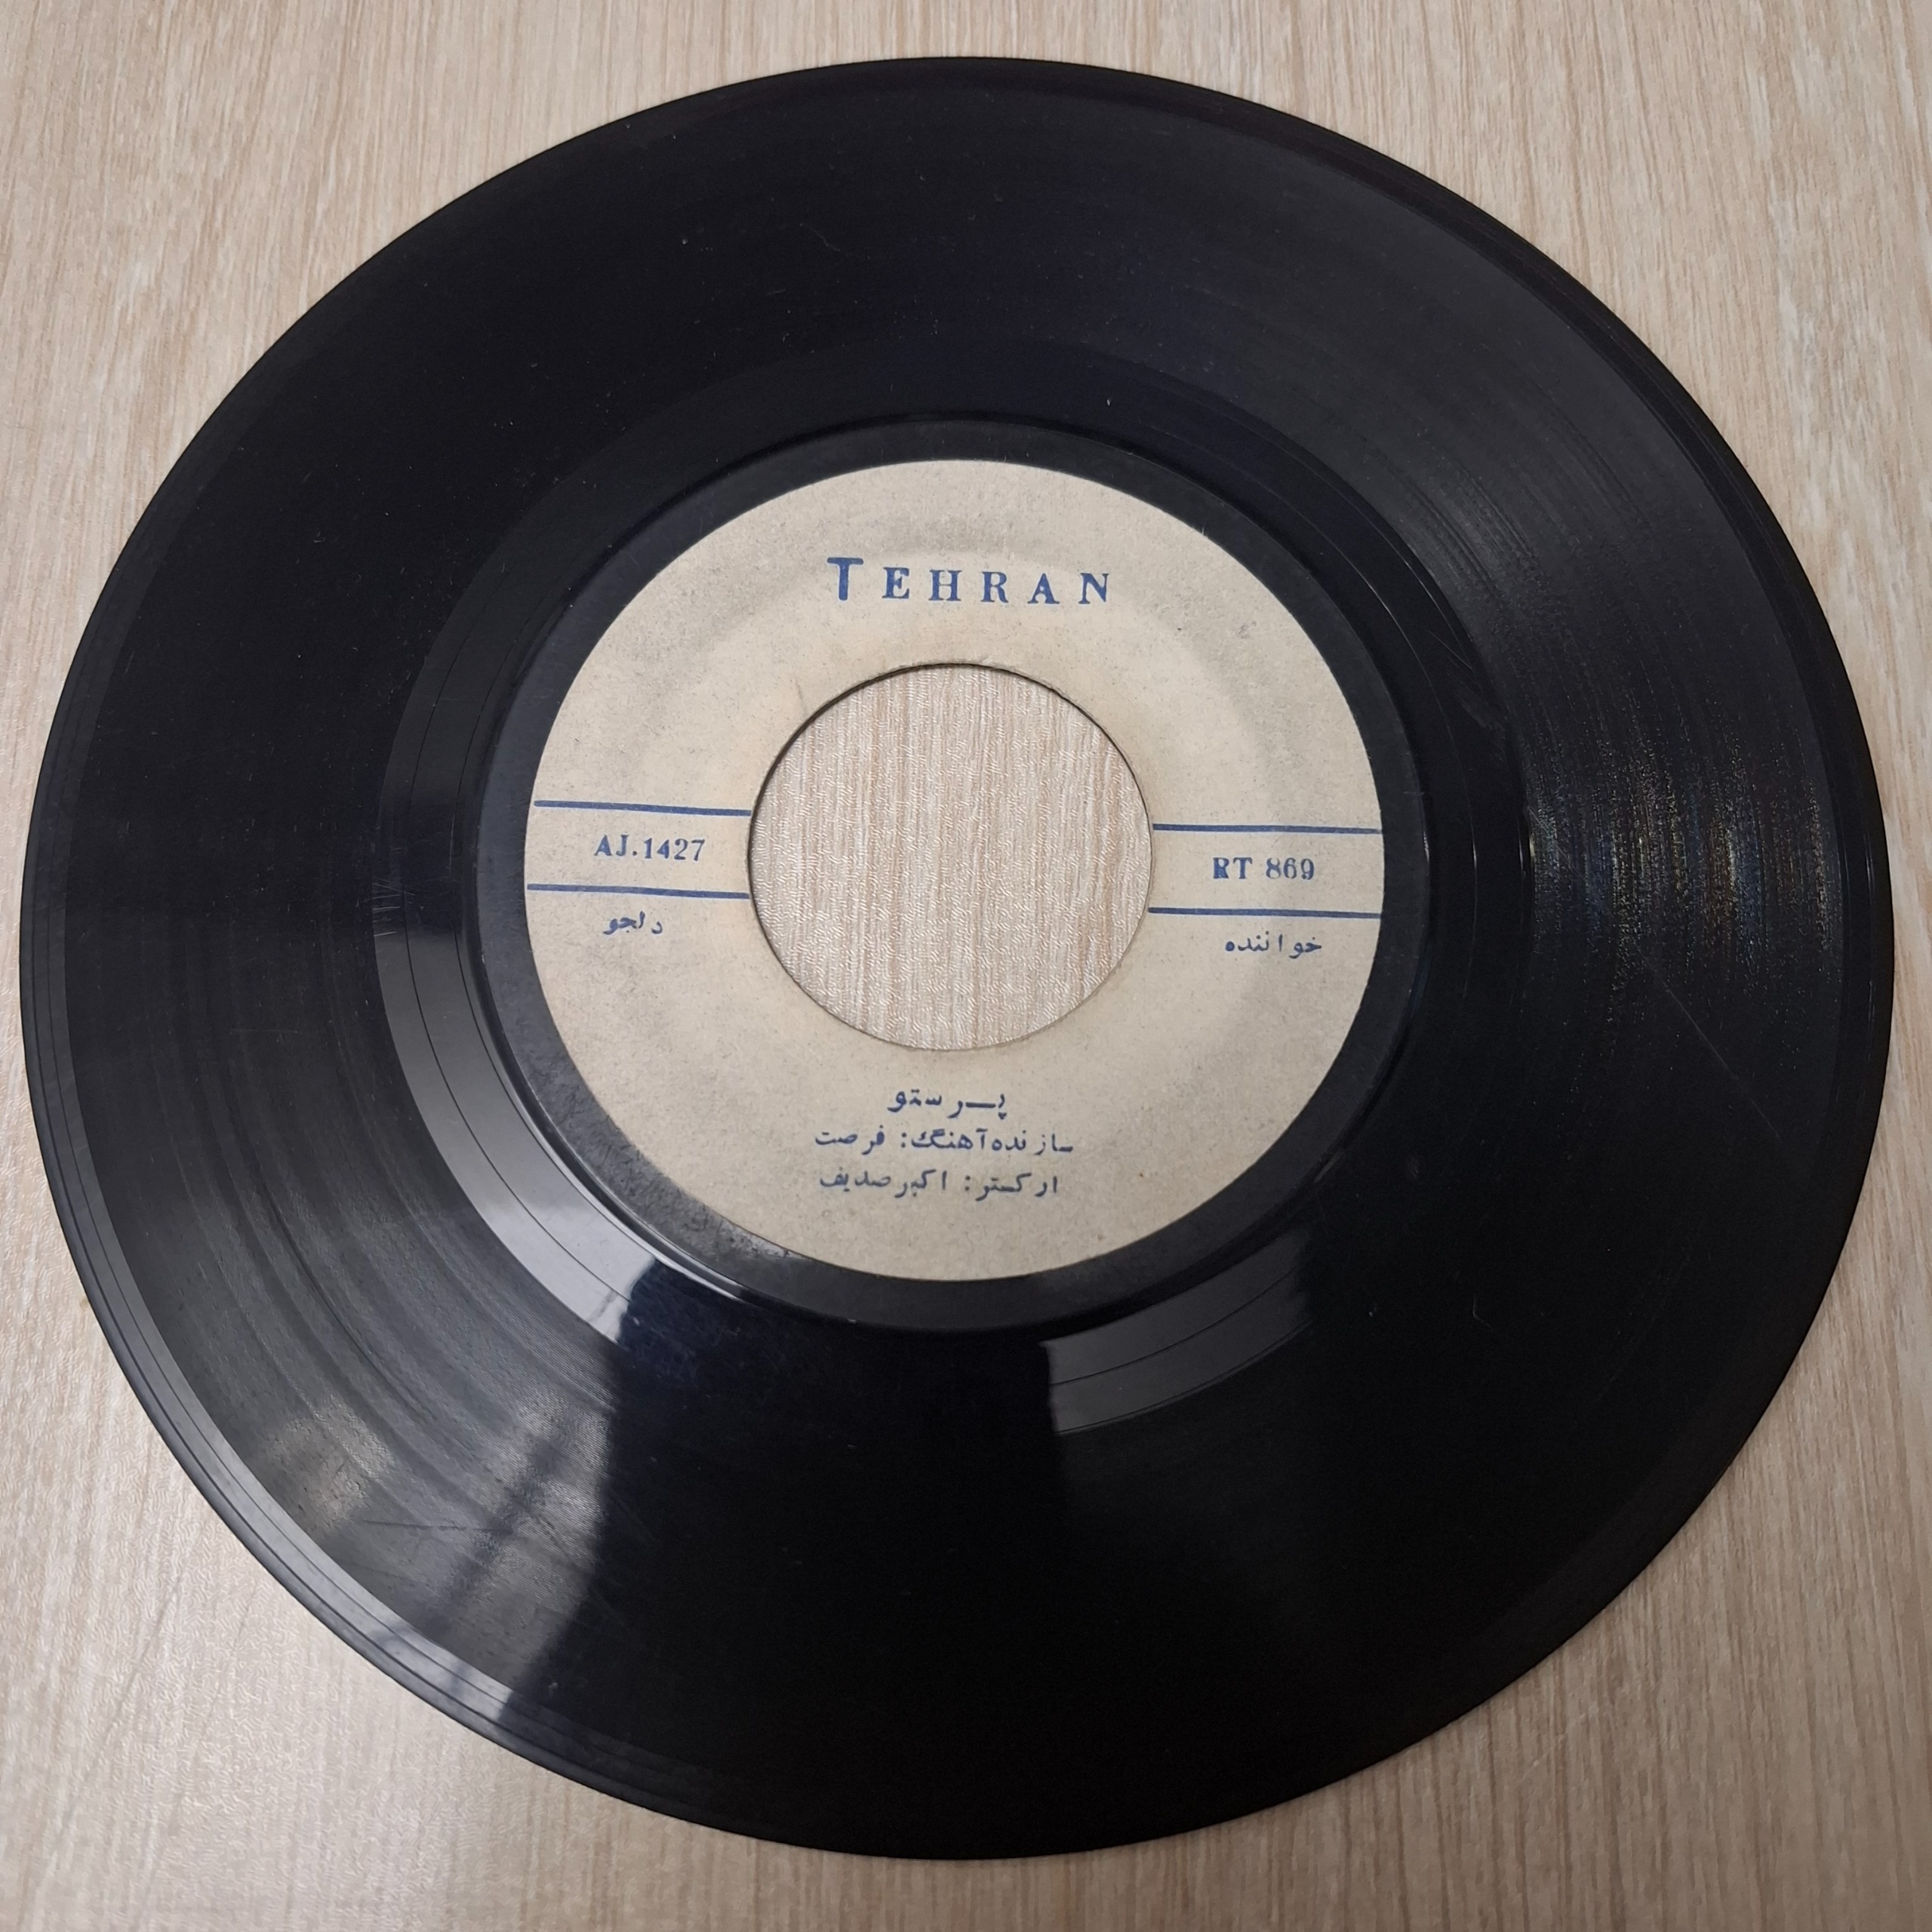 TEHRAN
AJ.1427
RT 869
خواننده
دلجو
پرستو
سازنده آهنگ: فرصت
ارکستر: اکبر صدیف